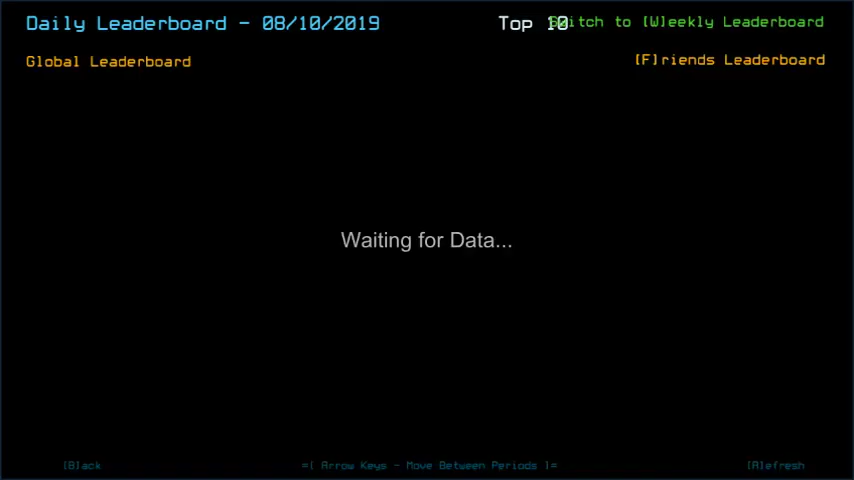 Daily Leaderboard - 08/10/2019
Top 10
Switch to [W]eekly Leaderboard
Global Leaderboard
[F]riends Leaderboard
Waiting for Data...
[B]ack
=[ Arrow Keys - Move Between Periods ]=
[R]efresh